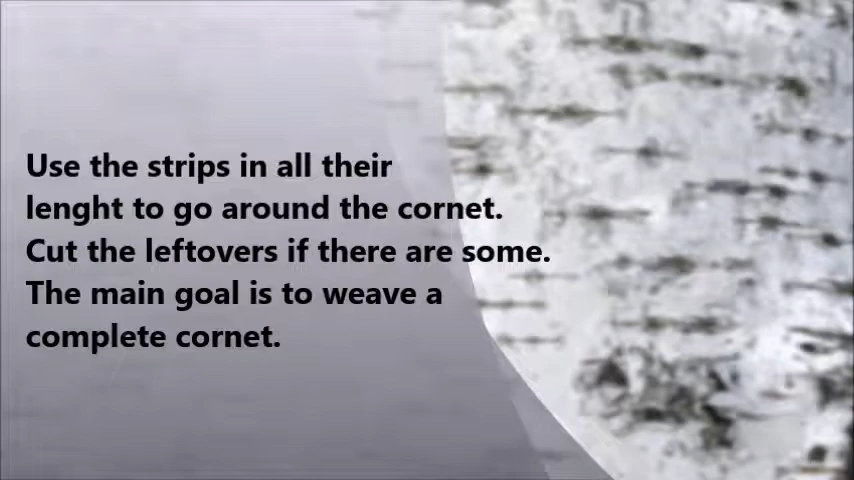 Use the strips in all their
lenght to go around the cornet.
Cut the leftovers if there are some.
The main goal is to weave a
complete cornet.